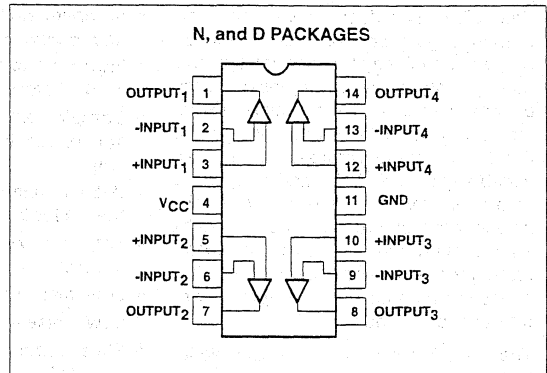 N, and D PACKAGES
OUTPUT1 1 14 OUTPUT4
-INPUT1 2 13 -INPUT4
+INPUT1 3 12 +INPUT4
VCC 4 11 GND
+INPUT2 5 10 +INPUT3
-INPUT2 6 9 -INPUT3
OUTPUT2 7 8 OUTPUT3